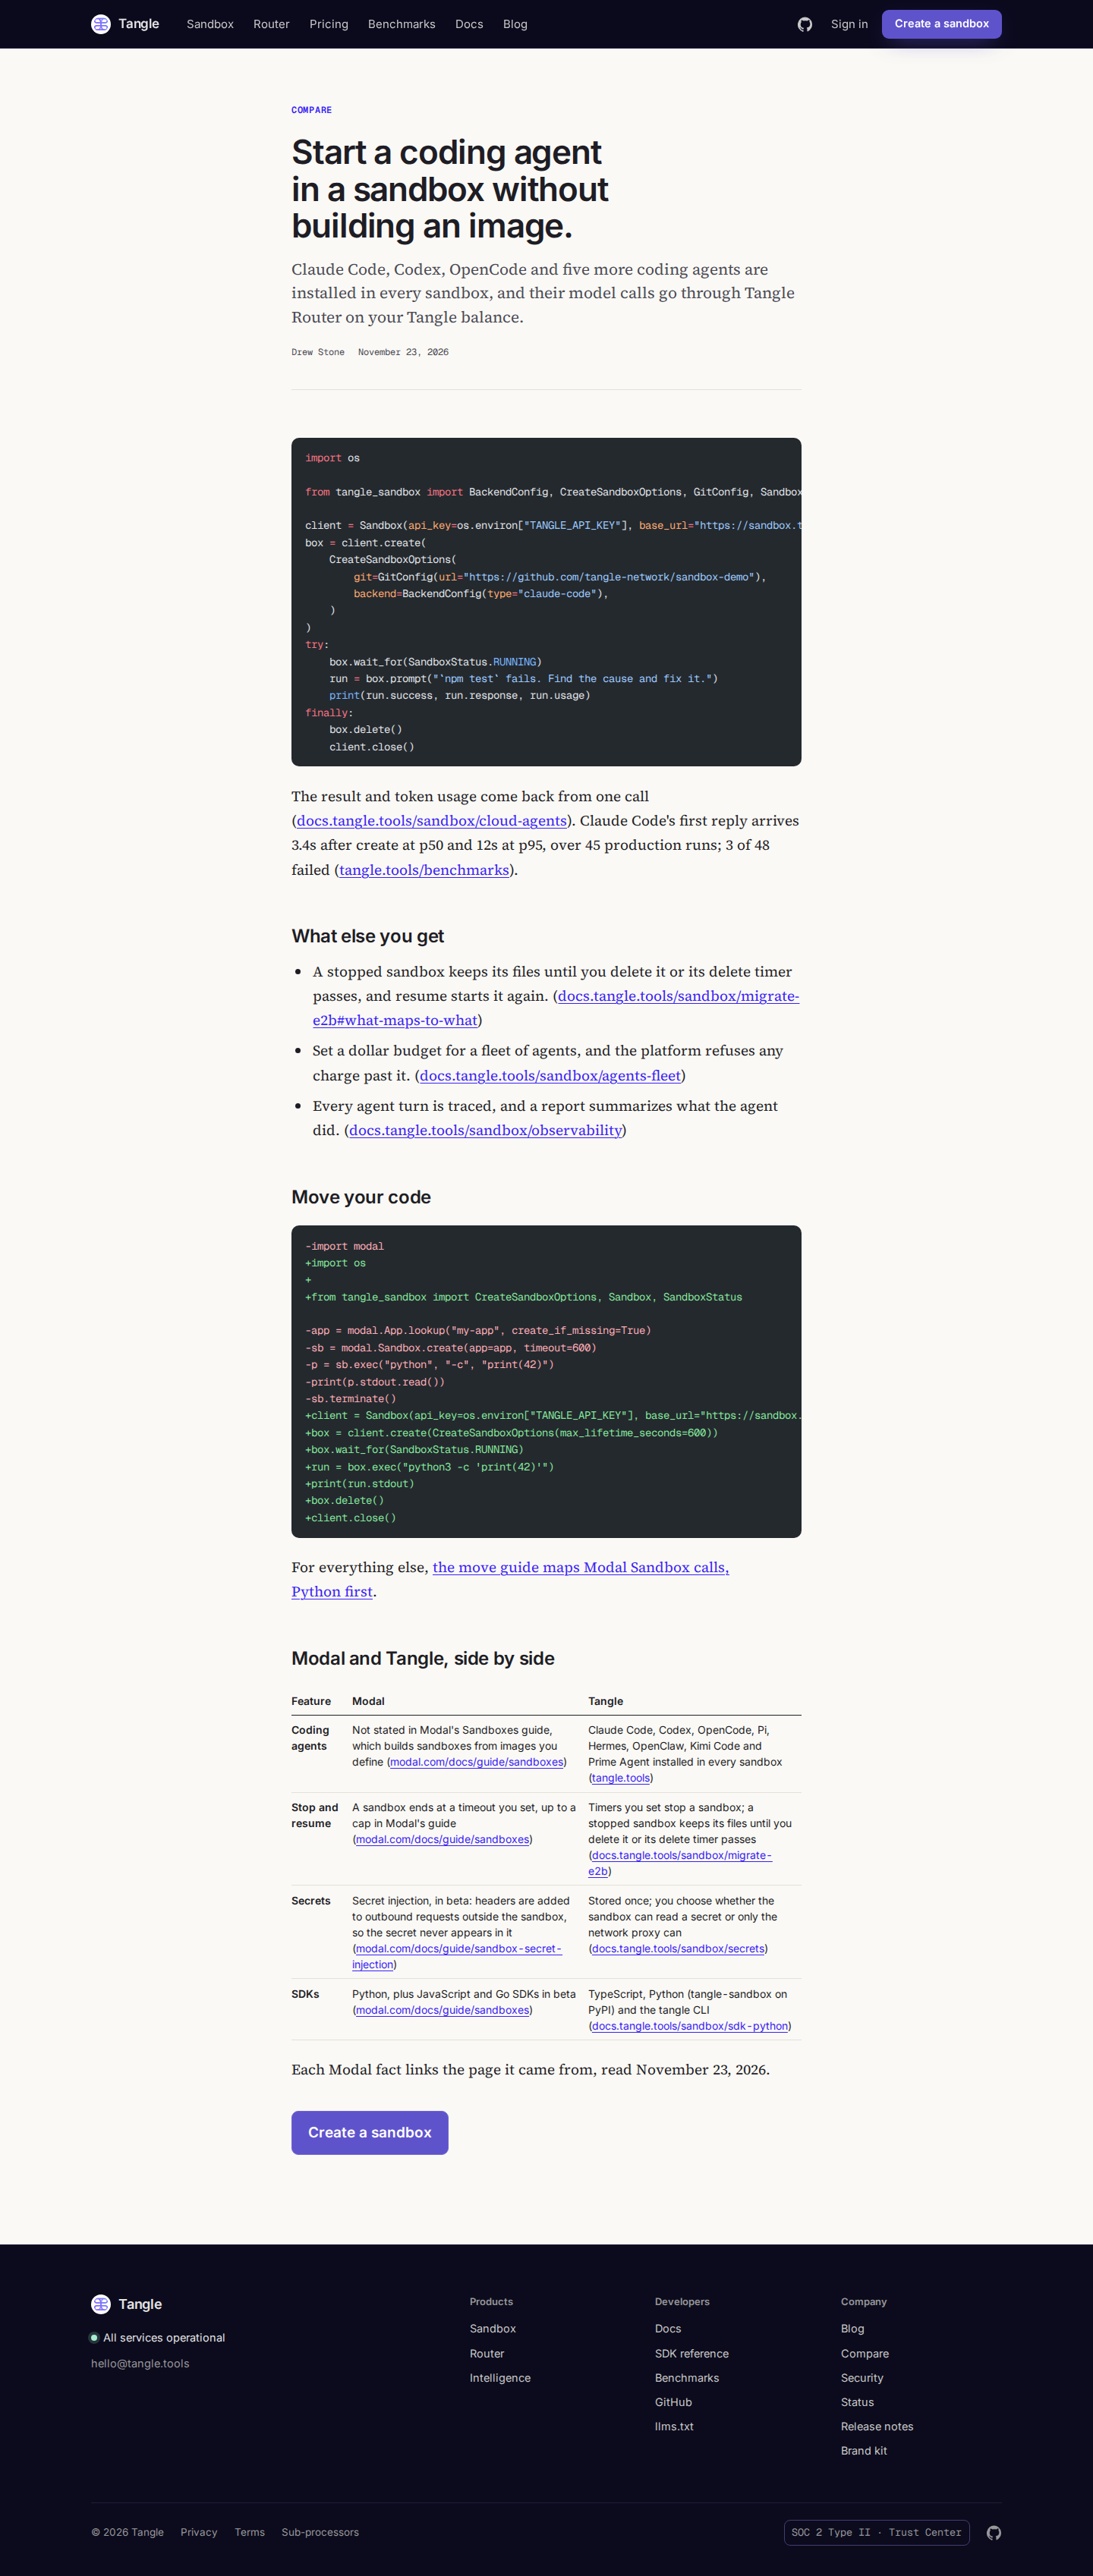 Tangle
Sandbox
Router
Pricing
Benchmarks
Docs
Blog
Sign in
Create a sandbox
COMPARE
Start a coding agent
in a sandbox without
building an image.
Claude Code, Codex, OpenCode and five more coding agents are
installed in every sandbox, and their model calls go through Tangle
Router on your Tangle balance.
Drew Stone November 23, 2026
import os
from tangle_sandbox import BackendConfig, CreateSandboxOptions, GitConfig, Sandbox
client = Sandbox(api_key=os.environ["TANGLE_API_KEY"], base_url="https://sandbox.t
box = client.create(
    CreateSandboxOptions(
        git=GitConfig(url="https://github.com/tangle-network/sandbox-demo"),
        backend=BackendConfig(type="claude-code"),
    )
)
try:
    box.wait_for(SandboxStatus.RUNNING)
    run = box.prompt("`npm test` fails. Find the cause and fix it.")
    print(run.success, run.response, run.usage)
finally:
    box.delete()
    client.close()
The result and token usage come back from one call
(docs.tangle.tools/sandbox/cloud-agents). Claude Code's first reply arrives
3.4s after create at p50 and 12s at p95, over 45 production runs; 3 of 48
failed (tangle.tools/benchmarks).
What else you get
• A stopped sandbox keeps its files until you delete it or its delete timer
passes, and resume starts it again. (docs.tangle.tools/sandbox/migrate-
e2b#what-maps-to-what)
• Set a dollar budget for a fleet of agents, and the platform refuses any
charge past it. (docs.tangle.tools/sandbox/agents-fleet)
• Every agent turn is traced, and a report summarizes what the agent
did. (docs.tangle.tools/sandbox/observability)
Move your code
-import modal
+import os
+
+from tangle_sandbox import CreateSandboxOptions, Sandbox, SandboxStatus
-app = modal.App.lookup("my-app", create_if_missing=True)
-sb = modal.Sandbox.create(app=app, timeout=600)
-p = sb.exec("python", "-c", "print(42)")
-print(p.stdout.read())
-sb.terminate()
+client = Sandbox(api_key=os.environ["TANGLE_API_KEY"], base_url="https://sandbox.
+box = client.create(CreateSandboxOptions(max_lifetime_seconds=600))
+box.wait_for(SandboxStatus.RUNNING)
+run = box.exec("python3 -c 'print(42)'")
+print(run.stdout)
+box.delete()
+client.close()
For everything else, the move guide maps Modal Sandbox calls,
Python first.
Modal and Tangle, side by side
Feature
Modal
Tangle
Coding
agents
Not stated in Modal's Sandboxes guide,
which builds sandboxes from images you
define (modal.com/docs/guide/sandboxes)
Claude Code, Codex, OpenCode, Pi,
Hermes, OpenClaw, Kimi Code and
Prime Agent installed in every sandbox
(tangle.tools)
Stop and
resume
A sandbox ends at a timeout you set, up to a
cap in Modal's guide
(modal.com/docs/guide/sandboxes)
Timers you set stop a sandbox; a
stopped sandbox keeps its files until you
delete it or its delete timer passes
(docs.tangle.tools/sandbox/migrate-
e2b)
Secrets
Secret injection, in beta: headers are added
to outbound requests outside the sandbox,
so the secret never appears in it
(modal.com/docs/guide/sandbox-secret-
injection)
Stored once; you choose whether the
sandbox can read a secret or only the
network proxy can
(docs.tangle.tools/sandbox/secrets)
SDKs
Python, plus JavaScript and Go SDKs in beta
(modal.com/docs/guide/sandboxes)
TypeScript, Python (tangle-sandbox on
PyPI) and the tangle CLI
(docs.tangle.tools/sandbox/sdk-python)
Each Modal fact links the page it came from, read November 23, 2026.
Create a sandbox
Tangle
All services operational
hello@tangle.tools
Products
Sandbox
Router
Intelligence
Developers
Docs
SDK reference
Benchmarks
GitHub
llms.txt
Company
Blog
Compare
Security
Status
Release notes
Brand kit
© 2026 Tangle
Privacy
Terms
Sub-processors
SOC 2 Type II · Trust Center